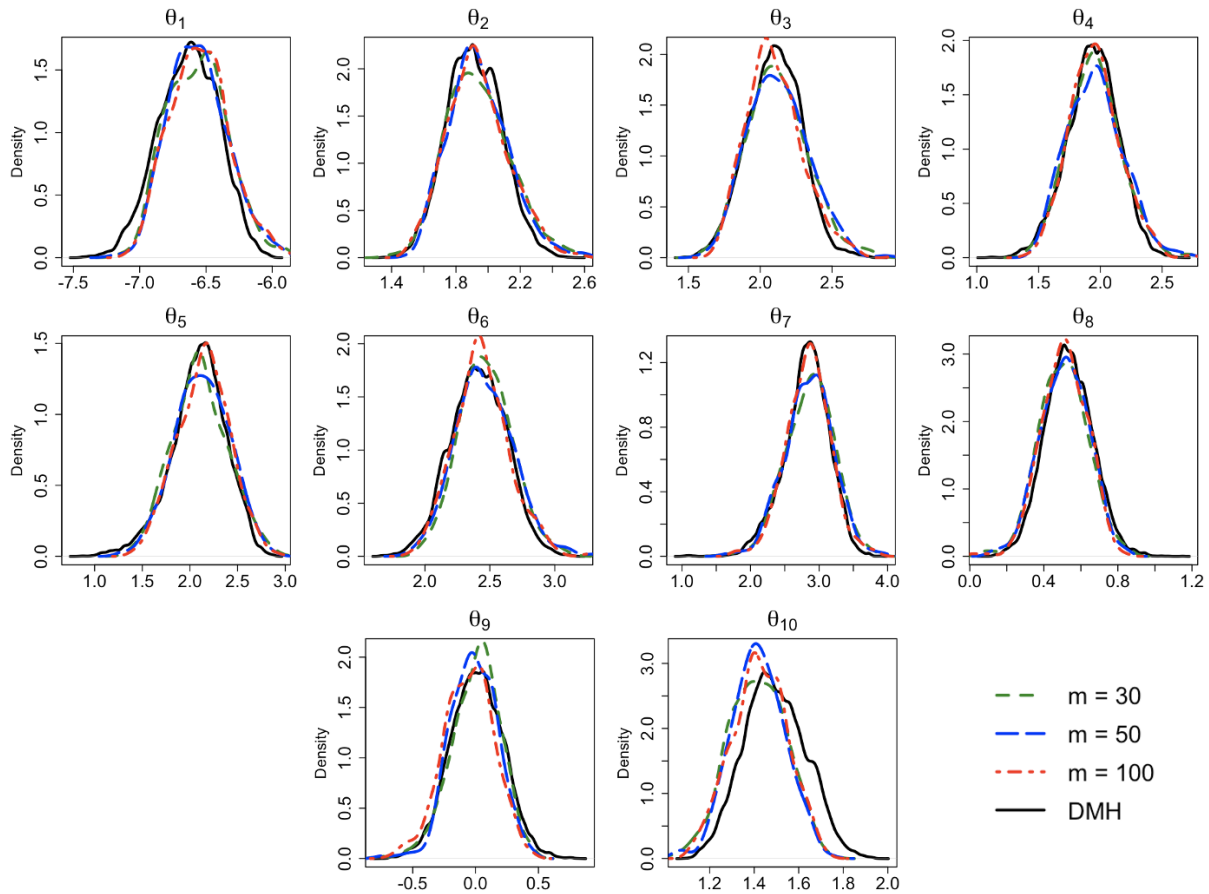 θ1
θ2
θ3
θ4
Density
0.0 0.5 1.0 1.5
-7.5 -7.0 -6.5 -6.0
Density
0.0 0.5 1.0 1.5 2.0
1.4 1.8 2.2 2.6
Density
0.0 0.5 1.0 1.5 2.0
1.5 2.0 2.5
Density
0.0 0.5 1.0 1.5 2.0
1.0 1.5 2.0 2.5
θ5
θ6
θ7
θ8
Density
0.0 0.5 1.0 1.5
1.0 1.5 2.0 2.5 3.0
Density
0.0 0.5 1.0 1.5 2.0
2.0 2.5 3.0
Density
0.0 0.4 0.8 1.2
1.0 2.0 3.0 4.0
Density
0.0 1.0 2.0 3.0
0.0 0.4 0.8 1.2
θ9
θ10
Density
0.0 0.5 1.0 1.5 2.0
-0.5 0.0 0.5
Density
0.0 1.0 2.0 3.0
1.2 1.4 1.6 1.8 2.0
m = 30
m = 50
m = 100
DMH